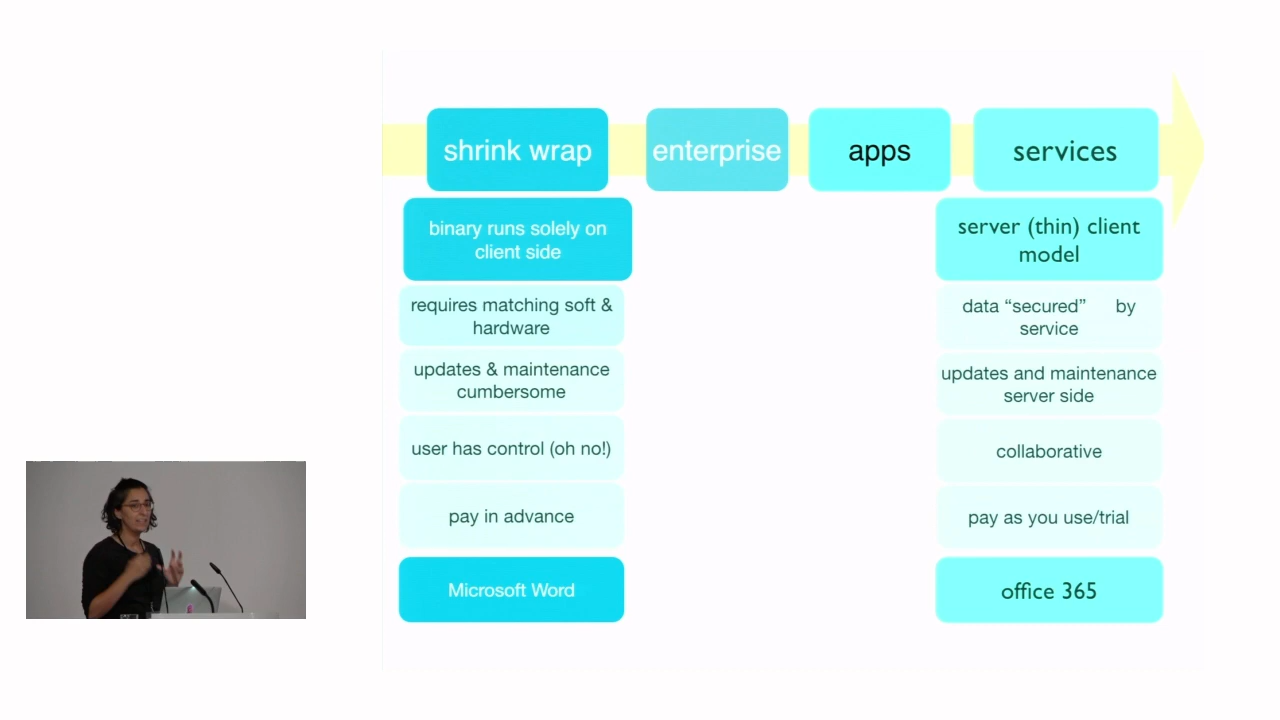 shrink wrap
enterprise
apps
services
binary runs solely on
client side
requires matching soft &
hardware
updates & maintenance
cumbersome
user has control (oh no!)
pay in advance
Microsoft Word
server (thin) client
model
data “secured” by
service
updates and maintenance
server side
collaborative
pay as you use/trial
office 365